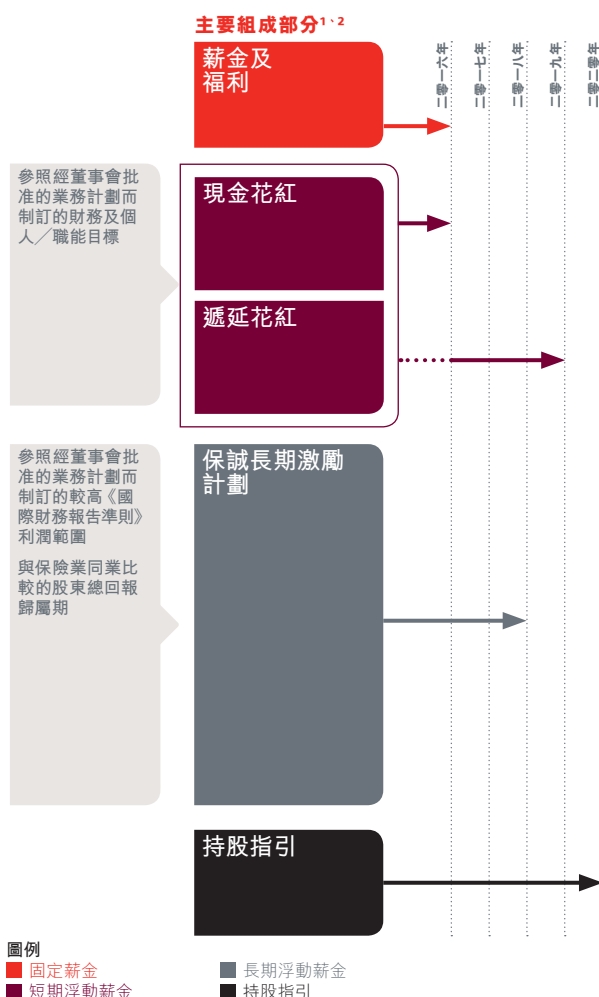 主要組成部分¹、²
薪金及
福利
二零一六年
二零一七年
二零一八年
二零一九年
二零二零年
參照經董事會批
准的業務計劃而
制訂的財務及個
人╱職能目標
現金花紅
遞延花紅
參照經董事會批
准的業務計劃而
制訂的較高《國
際財務報告準則》
利潤範圍
與保險業同業比
較的股東總回報
歸屬期
保誠長期激勵
計劃
持股指引
圖例
固定薪金
長期浮動薪金
短期浮動薪金
持股指引